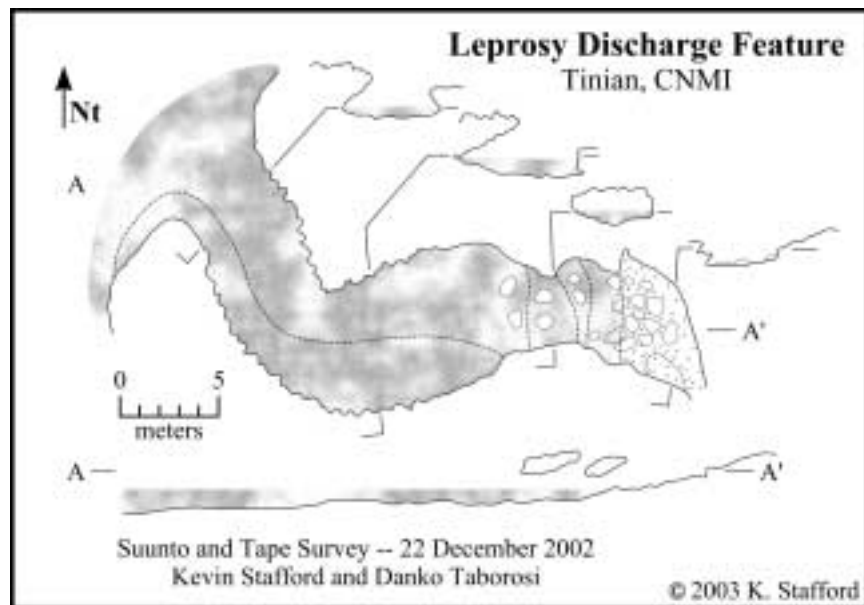 Leprosy Discharge Feature
Tinian, CNMI
Nt
A
A'
0 5
meters
A A'
Suunto and Tape Survey -- 22 December 2002
Kevin Stafford and Danko Taborosi
© 2003 K. Stafford